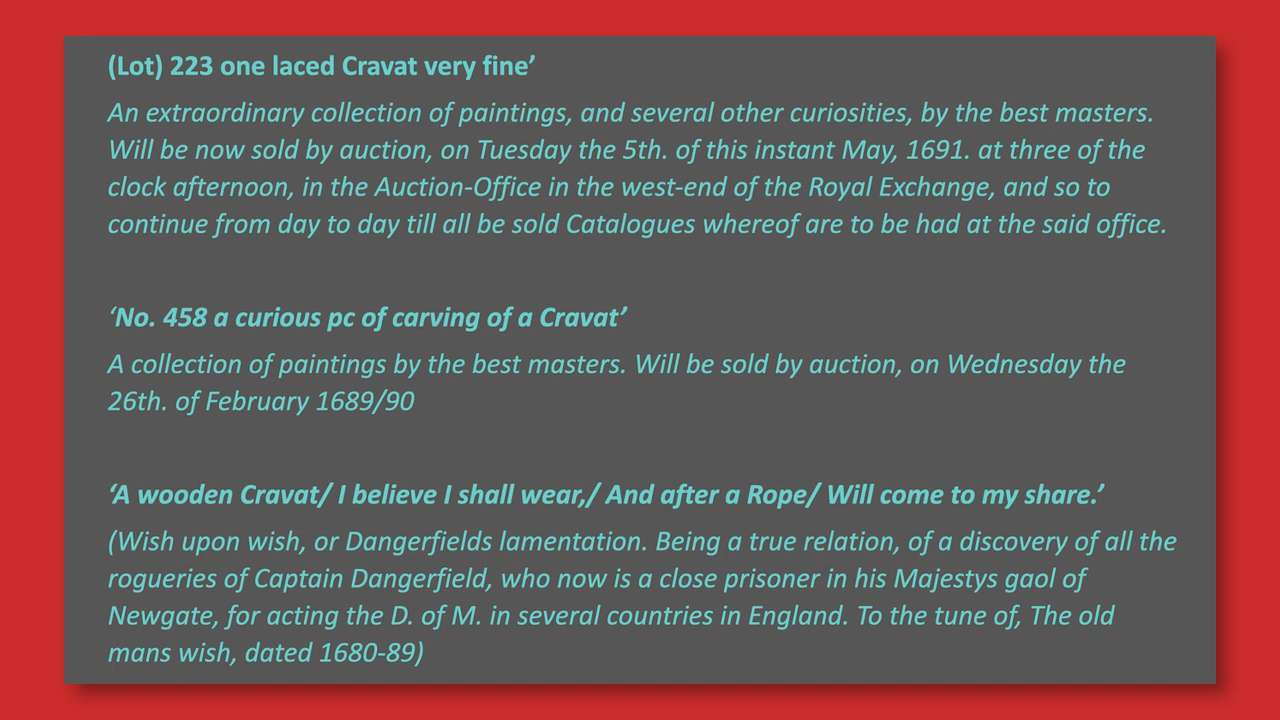 (Lot) 223 one laced Cravat very fine’
An extraordinary collection of paintings, and several other curiosities, by the best masters.
Will be now sold by auction, on Tuesday the 5th. of this instant May, 1691. at three of the
clock afternoon, in the Auction-Office in the west-end of the Royal Exchange, and so to
continue from day to day till all be sold Catalogues whereof are to be had at the said office.
‘No. 458 a curious pc of carving of a Cravat’
A collection of paintings by the best masters. Will be sold by auction, on Wednesday the
26th. of February 1689/90
‘A wooden Cravat/ I believe I shall wear,/ And after a Rope/ Will come to my share.’
(Wish upon wish, or Dangerfields lamentation. Being a true relation, of a discovery of all the
rogueries of Captain Dangerfield, who now is a close prisoner in his Majestys gaol of
Newgate, for acting the D. of M. in several countries in England. To the tune of, The old
mans wish, dated 1680-89)